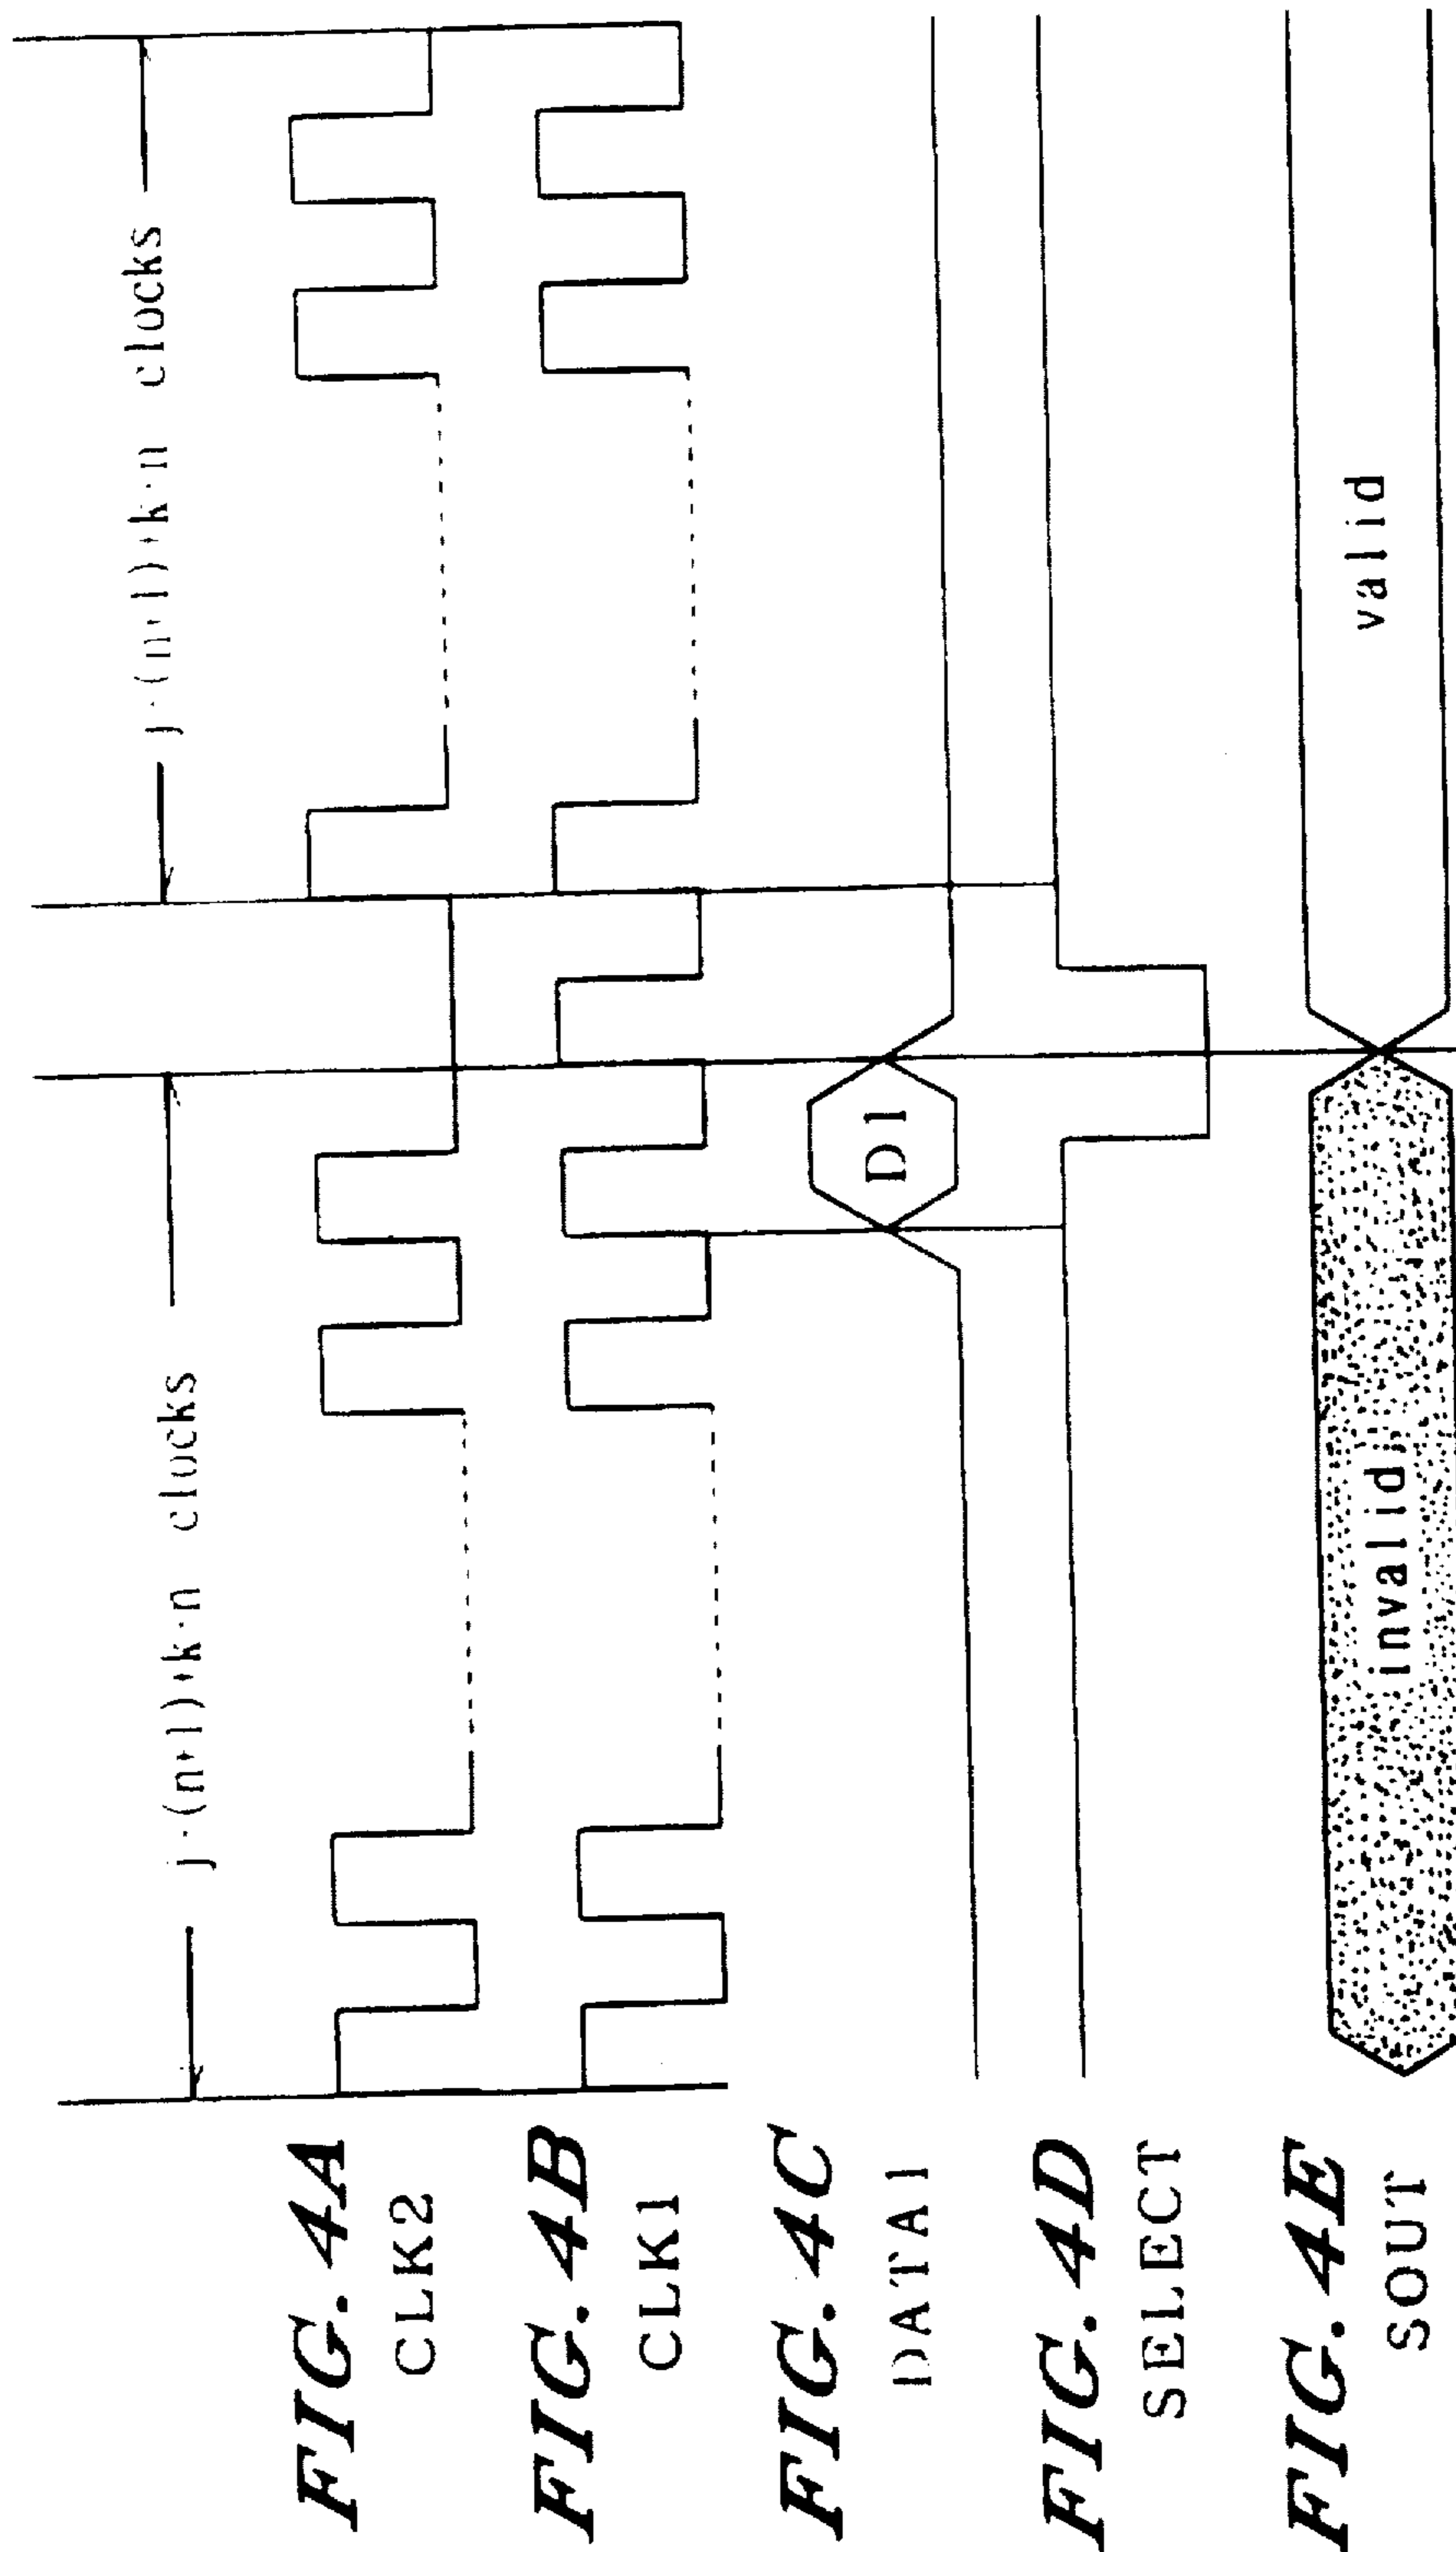 j·(n+1)+k·n clocks
j·(n+1)+k·n clocks
FIG. 4A
CLK2
FIG. 4B
CLK1
FIG. 4C
DATA1
D1
FIG. 4D
SELECT
FIG. 4E
SOUT
invalid
valid